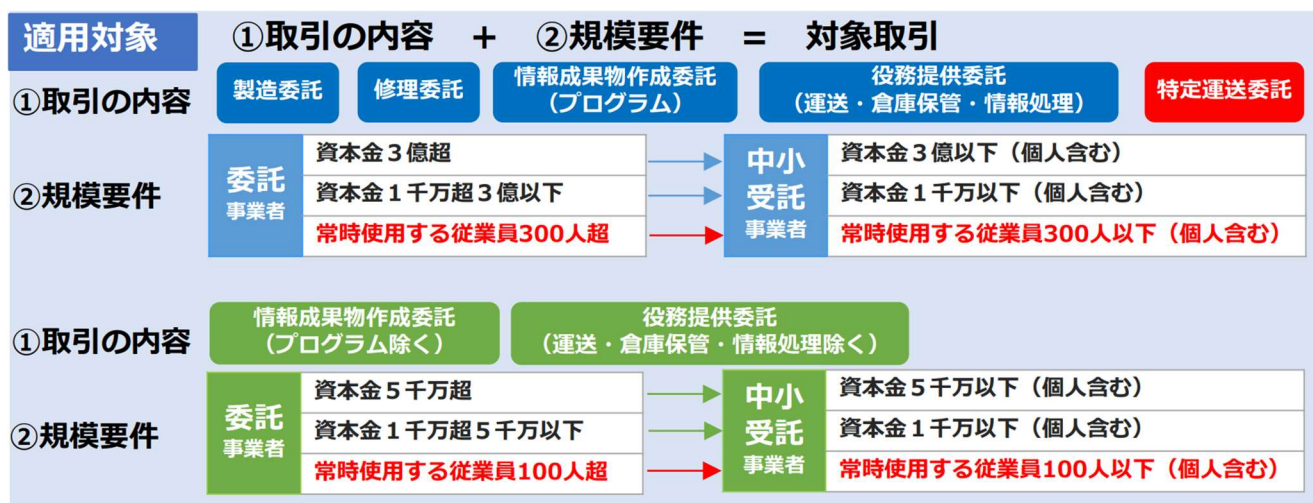 適用対象
①取引の内容 + ②規模要件 = 対象取引
①取引の内容
製造委託
修理委託
情報成果物作成委託
（プログラム）
役務提供委託
（運送・倉庫保管・情報処理）
特定運送委託
②規模要件
委託
事業者
資本金３億超
資本金１千万超３億以下
常時使用する従業員300人超
中小
受託
事業者
資本金３億以下（個人含む）
資本金１千万以下（個人含む）
常時使用する従業員300人以下（個人含む）
①取引の内容
情報成果物作成委託
（プログラム除く）
役務提供委託
（運送・倉庫保管・情報処理除く）
②規模要件
委託
事業者
資本金５千万超
資本金１千万超５千万以下
常時使用する従業員100人超
中小
受託
事業者
資本金５千万以下（個人含む）
資本金１千万以下（個人含む）
常時使用する従業員100人以下（個人含む）